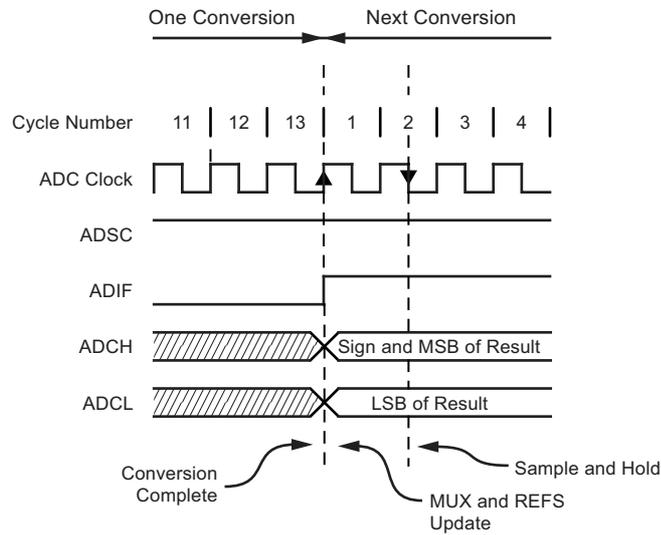 One Conversion
Next Conversion
Cycle Number
11
12
13
1
2
3
4
ADC Clock
ADSC
ADIF
ADCH
Sign and MSB of Result
ADCL
LSB of Result
Conversion
Complete
Sample and Hold
MUX and REFS
Update